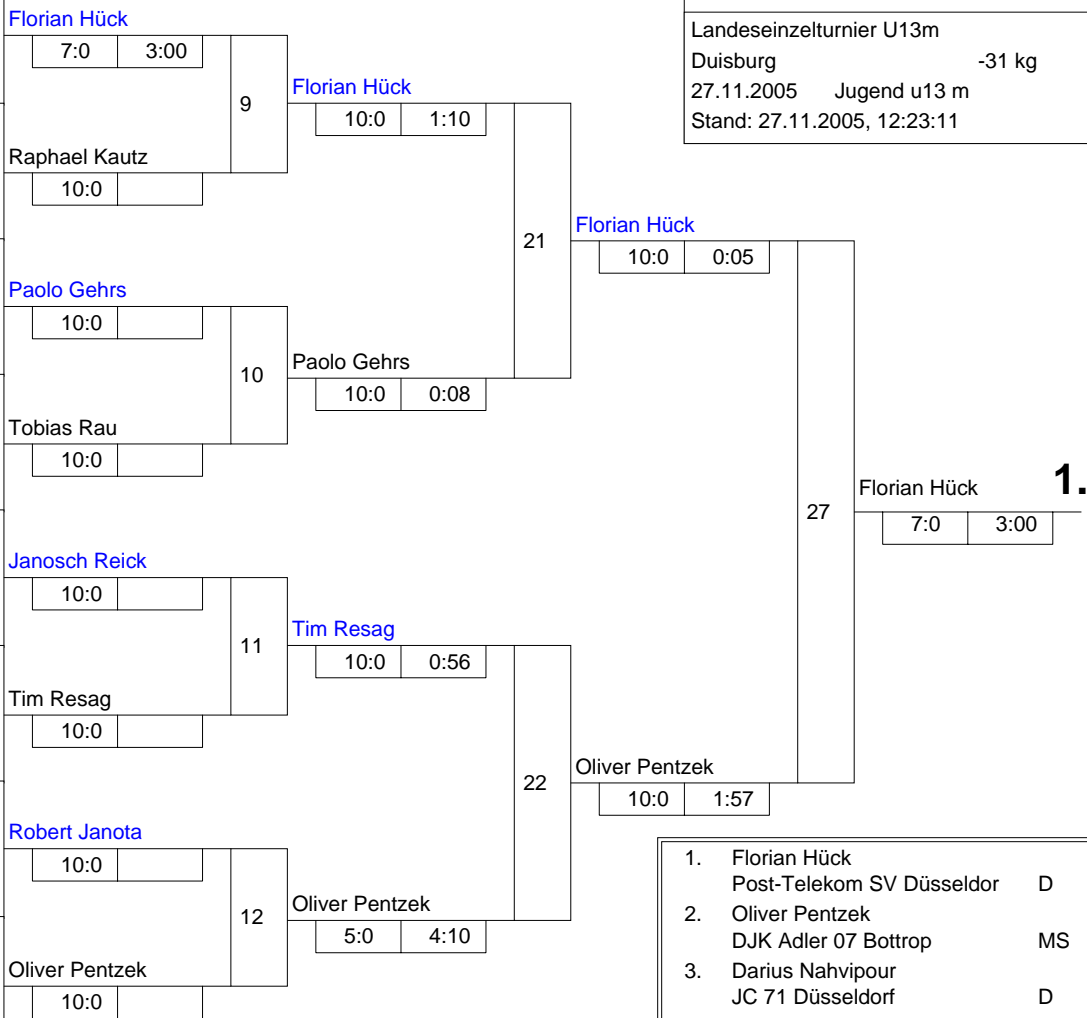 Florian Hück
7:0 3:00
9
Raphael Kautz
10:0
Florian Hück
10:0 1:10
Paolo Gehrs
10:0
10
Tobias Rau
10:0
Paolo Gehrs
10:0 0:08
21
Florian Hück
10:0 0:05
Janosch Reick
10:0
11
Tim Resag
10:0
Tim Resag
10:0 0:56
Robert Janota
10:0
12
Oliver Pentzek
10:0
Oliver Pentzek
5:0 4:10
22
Oliver Pentzek
10:0 1:57
27
Florian Hück 1.
7:0 3:00
Landeseinzelturnier U13m
Duisburg -31 kg
27.11.2005 Jugend u13 m
Stand: 27.11.2005, 12:23:11
1. Florian Hück
Post-Telekom SV Düsseldor D
2. Oliver Pentzek
DJK Adler 07 Bottrop MS
3. Darius Nahvipour
JC 71 Düsseldorf D